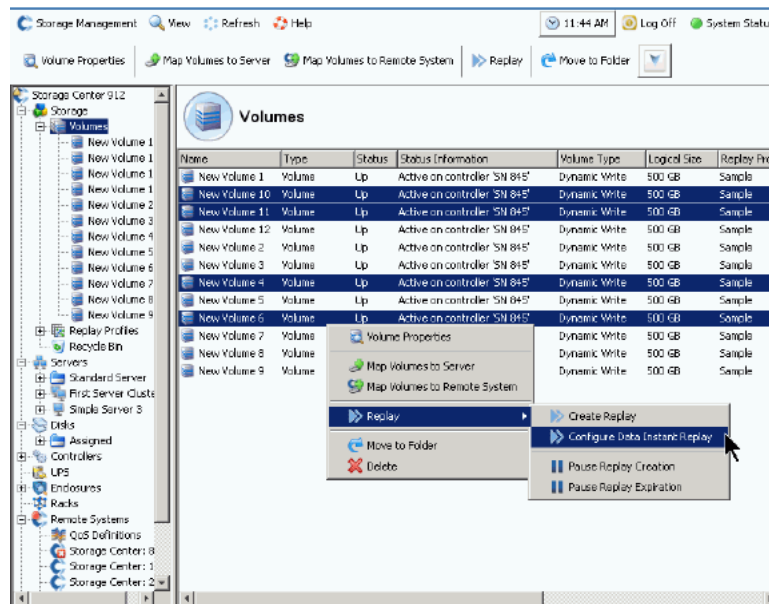 Storage Management View Refresh Help 11:44 AM Log Off System Statu
Volume Properties Map Volumes to Server Map Volumes to Remote System Replay Move to Folder
Storage Center 912
Storage
Volumes
New Volume 1
New Volume 1
New Volume 1
New Volume 1
New Volume 2
New Volume 3
New Volume 4
New Volume 5
New Volume 6
New Volume 7
New Volume 8
New Volume 9
Replay Profiles
Recycle Bin
Servers
Standard Server
First Server Cluste
Simple Server 3
Disks
Assigned
Controllers
UPS
Enclosures
Racks
Remote Systems
QoS Definitions
Storage Center: 8
Storage Center: 1
Storage Center: 2
Volumes
Name Type Status Status Information Volume Type Logical Size Replay Pro
New Volume 1 Volume Up Active on controller 'SN 845' Dynamic Write 500 GB Sample
New Volume 10 Volume Up Active on controller 'SN 845' Dynamic Write 500 GB Sample
New Volume 11 Volume Up Active on controller 'SN 845' Dynamic Write 500 GB Sample
New Volume 12 Volume Up Active on controller 'SN 845' Dynamic Write 500 GB Sample
New Volume 2 Volume Up Active on controller 'SN 845' Dynamic Write 500 GB Sample
New Volume 3 Volume Up Active on controller 'SN 845' Dynamic Write 500 GB Sample
New Volume 4 Volume Up Active on controller 'SN 845' Dynamic Write 500 GB Sample
New Volume 5 Volume Up Active on controller 'SN 845' Dynamic Write 500 GB Sample
New Volume 6 Volume Up Active on controller 'SN 845' Dynamic Write 500 GB Sample
New Volume 7 Volume Dynamic Write 500 GB Sample
New Volume 8 Volume Dynamic Write 500 GB Sample
New Volume 9 Volume Dynamic Write 500 GB Sample
Volume Properties
Map Volumes to Server
Map Volumes to Remote System
Replay
Move to Folder
Delete
Create Replay
Configure Data Instant Replay
Pause Replay Creation
Pause Replay Expiration